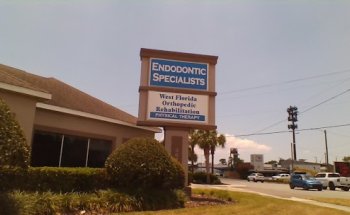 ENDODONTIC
SPECIALISTS
West Florida
Orthopedic
Rehabilitation
PHYSICAL THERAPY